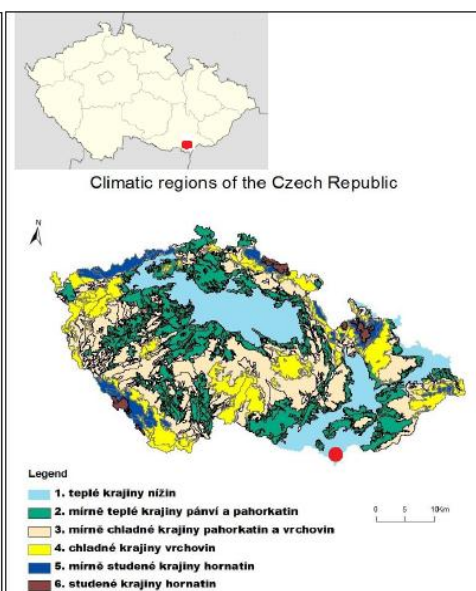 Climatic regions of the Czech Republic
N
Legend
1. teplé krajiny nížin
2. mírně teplé krajiny pánví a pahorkatin
3. mírně chladné krajiny pahorkatin a vrchovin
4. chladné krajiny vrchovin
5. mírně studené krajiny hornatin
6. studené krajiny hornatin
0 5 10Km